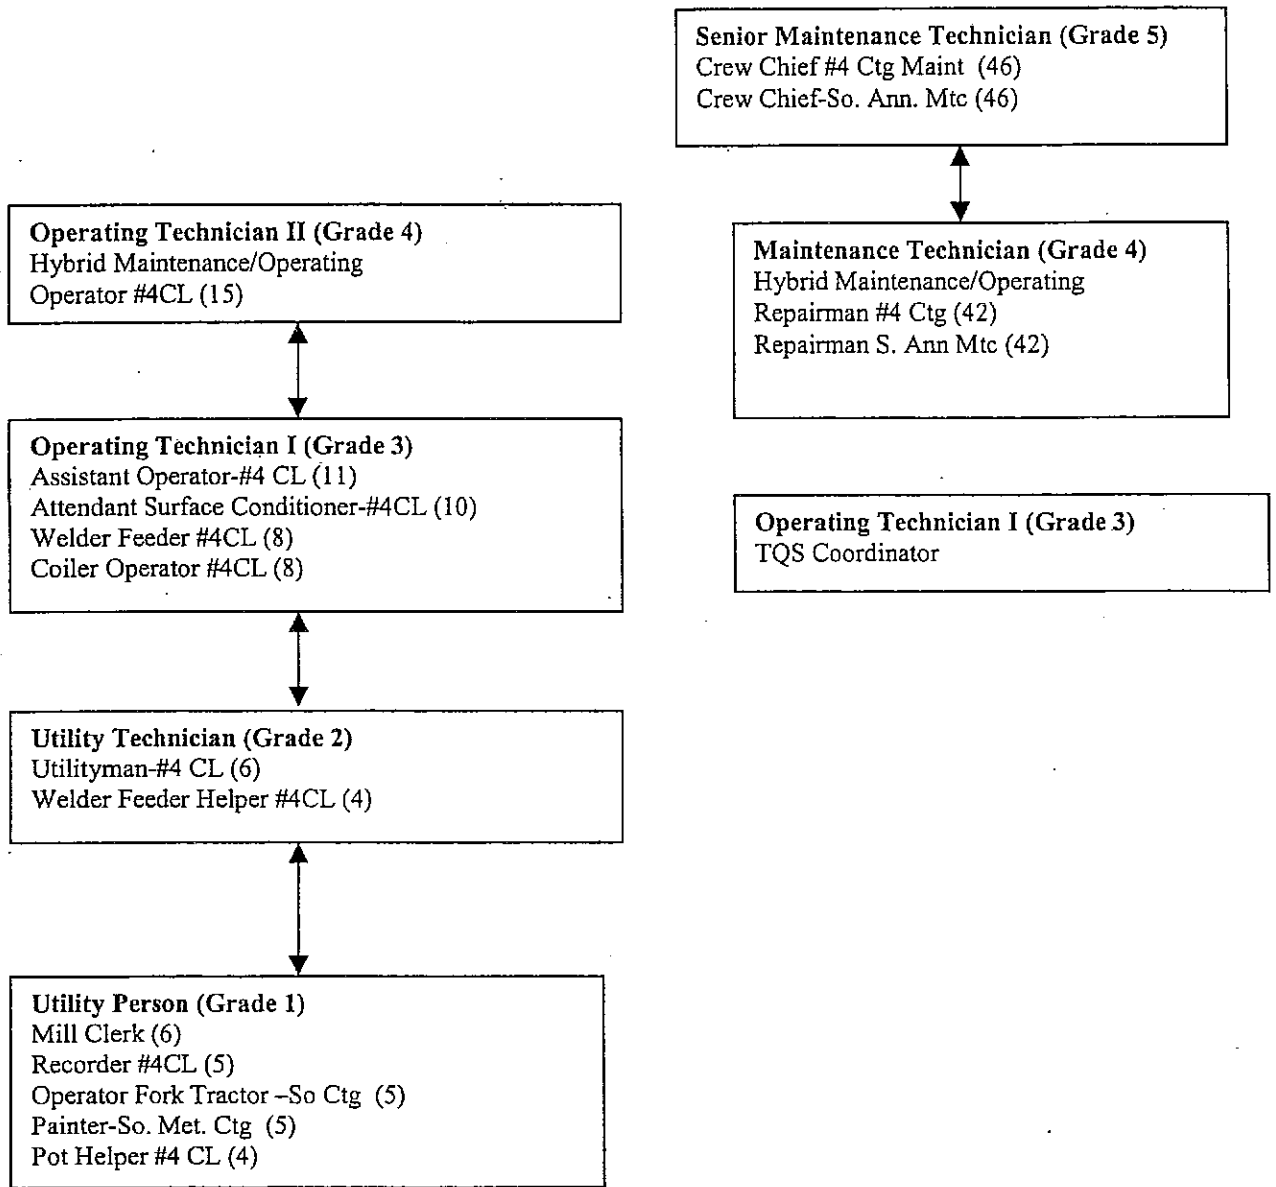 Senior Maintenance Technician (Grade 5)
Crew Chief #4 Ctg Maint (46)
Crew Chief-So. Ann. Mtc (46)
Operating Technician II (Grade 4)
Hybrid Maintenance/Operating
Operator #4CL (15)
Maintenance Technician (Grade 4)
Hybrid Maintenance/Operating
Repairman #4 Ctg (42)
Repairman S. Ann Mtc (42)
Operating Technician I (Grade 3)
Assistant Operator-#4 CL (11)
Attendant Surface Conditioner-#4CL (10)
Welder Feeder #4CL (8)
Coiler Operator #4CL (8)
Operating Technician I (Grade 3)
TQS Coordinator
Utility Technician (Grade 2)
Utilityman-#4 CL (6)
Welder Feeder Helper #4CL (4)
Utility Person (Grade 1)
Mill Clerk (6)
Recorder #4CL (5)
Operator Fork Tractor –So Ctg (5)
Painter-So. Met. Ctg (5)
Pot Helper #4 CL (4)